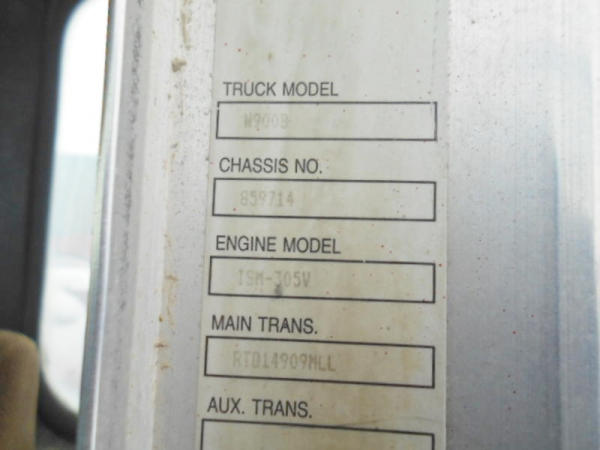 TRUCK MODEL
W900B
CHASSIS NO.
859714
ENGINE MODEL
ISM-305V
MAIN TRANS.
RTO14909MLL
AUX. TRANS.